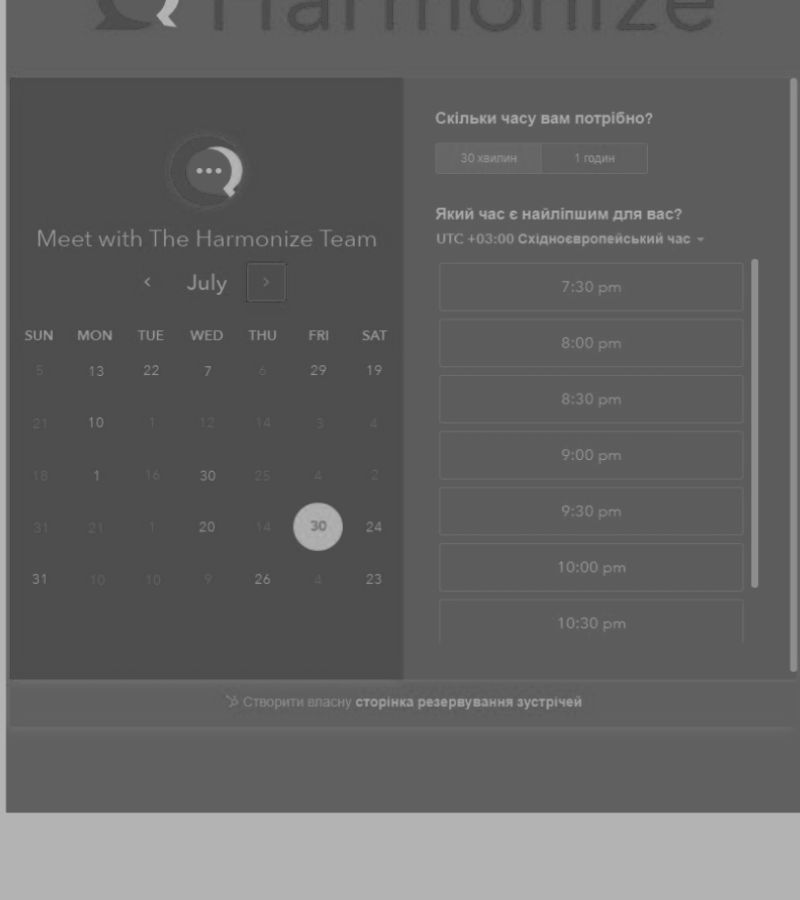 Harmonize
Meet with The Harmonize Team
July
SUN MON TUE WED THU FRI SAT
5 13 22 7 6 29 19
21 10 1 12 14 3 4
18 1 16 30 25 4 2
31 21 1 20 14 30 24
31 10 10 9 26 4 23
Скільки часу вам потрібно?
30 хвилин 1 годин
Який час є найліпшим для вас?
UTC +03:00 Східноєвропейський час
7:30 pm
8:00 pm
8:30 pm
9:00 pm
9:30 pm
10:00 pm
10:30 pm
Створити власну сторінка резервування зустрічей